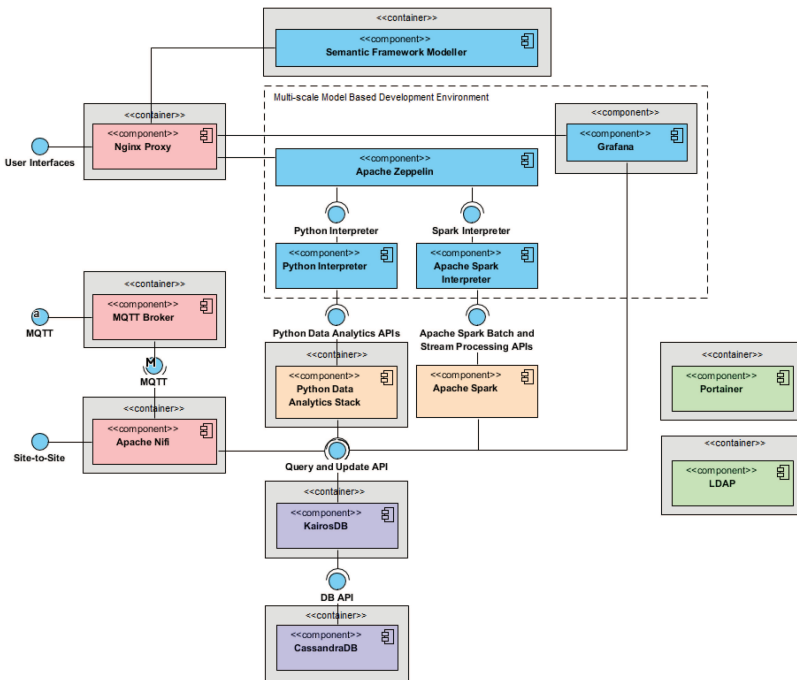 <<container>>
<<component>>
Semantic Framework Modeller
Multi-scale Model Based Development Environment
<<container>>
<<component>>
Nginx Proxy
User Interfaces
<<component>>
<<component>>
Grafana
<<component>>
Apache Zeppelin
Python Interpreter
Spark Interpreter
<<component>>
Python Interpreter
<<component>>
Apache Spark
Interpreter
<<container>>
<<component>>
MQTT Broker
a
MQTT
M
MQTT
Python Data Analytics APIs
Apache Spark Batch and
Stream Processing APIs
<<container>>
<<component>>
Python Data
Analytics Stack
<<component>>
Apache Spark
<<container>>
<<component>>
Portainer
<<container>>
<<component>>
Apache Nifi
Site-to-Site
Query and Update API
<<container>>
<<component>>
LDAP
<<container>>
<<component>>
KairosDB
DB API
<<container>>
<<component>>
CassandraDB